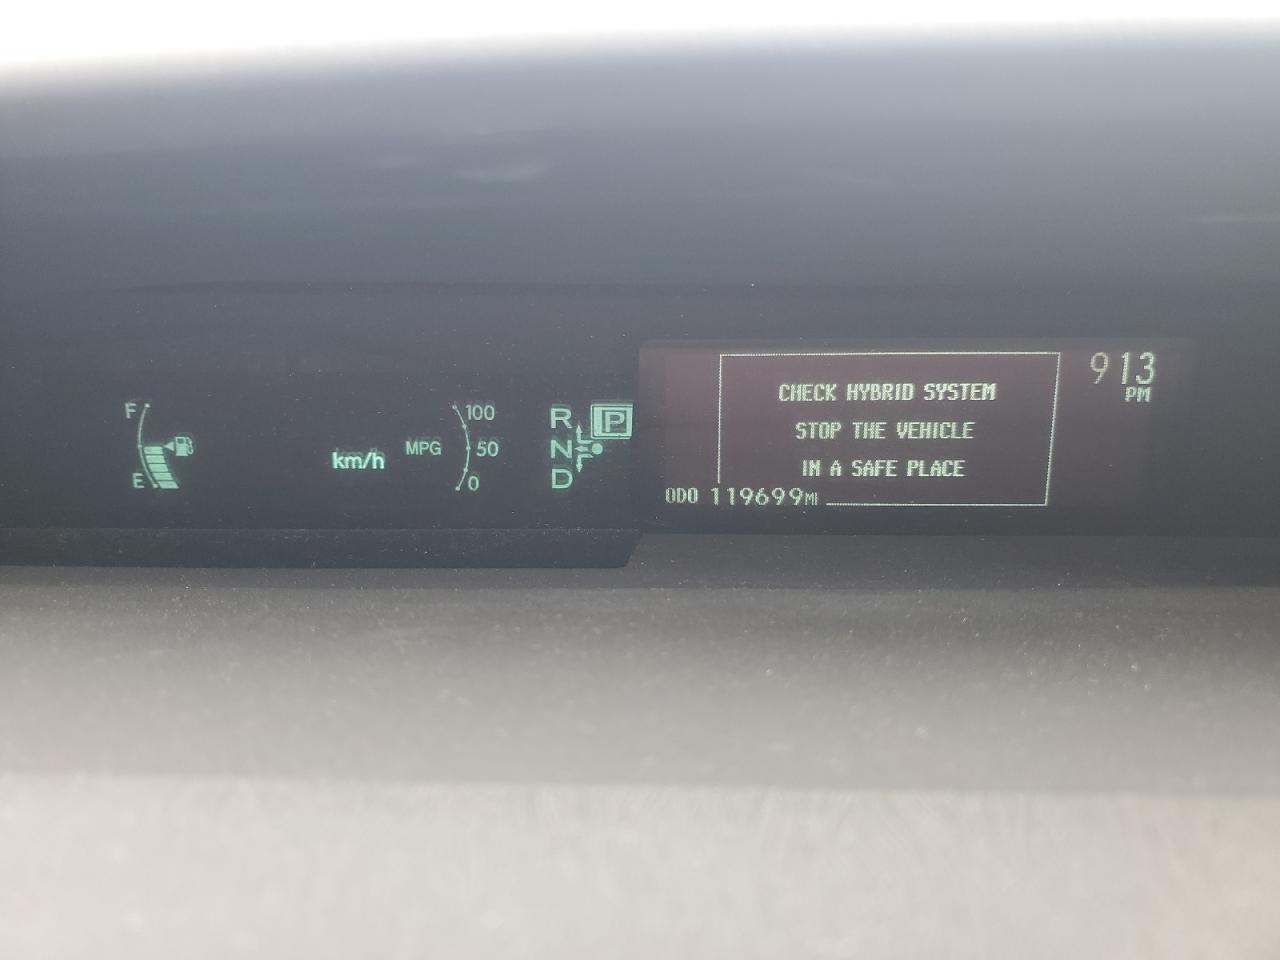 F
E
km/h
MPG
100
50
0
R
N
D
P
CHECK HYBRID SYSTEM
STOP THE VEHICLE
IN A SAFE PLACE
ODO 119699MI
9 13
PM